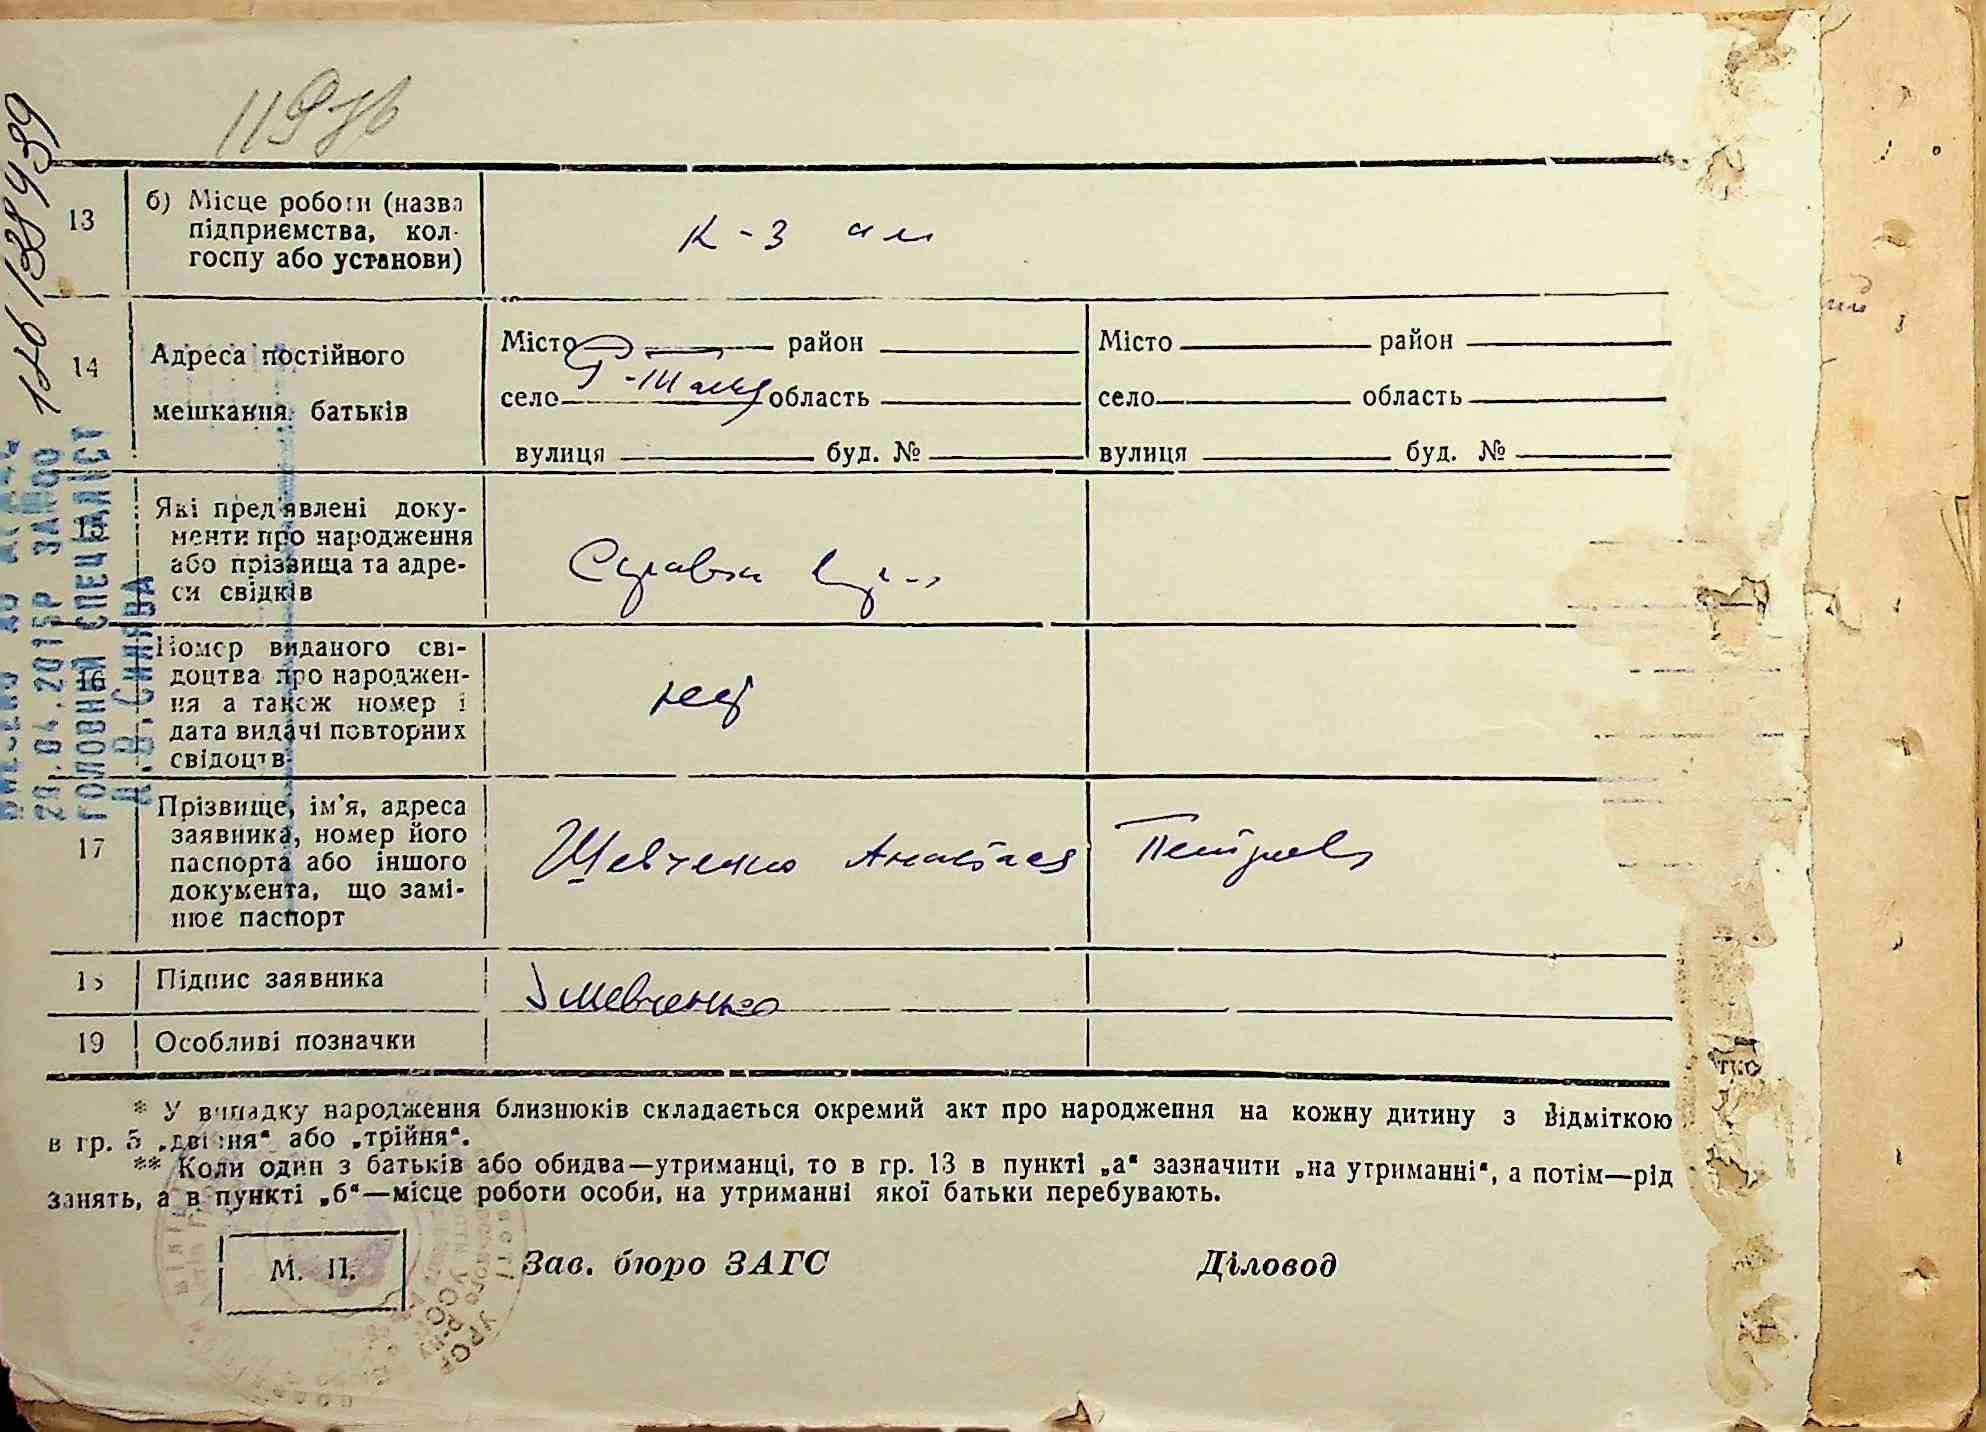 13
б) Місце роботи (назва
підприємства, кол-
госпу або установи)
к-з
14
Адреса постійного
мешкання батьків
Місто район
село область
вулиця буд. №
Місто район
село область
вулиця буд. №
15
Які пред'явлені доку-
менти про народження
або прізвища та адре-
си свідків
Справка
16
Номер виданого сві-
доцтва про народжен-
ня а також номер і
дата видачі повторних
свідоцтв
17
Прізвище, ім'я, адреса
заявника, номер його
паспорта або іншого
документа, що замі-
нює паспорт
Шевченко Анастасия Петровна
18
Підпис заявника
Шевченко
19
Особливі позначки
* У випадку народження близнюків складається окремий акт про народження на кожну дитину з відміткою
в гр. 5 „двійня“ або „трійня“.
** Коли один з батьків або обидва—утриманці, то в гр. 13 в пункті „а“ зазначити „на утриманні“, а потім—рід
занять, а в пункті „б“—місце роботи особи, на утриманні якої батьки перебувають.
М. П.
Зав. бюро ЗАГС
Діловод
ГОЛОВНИЙ СПЕЦІАЛІСТ